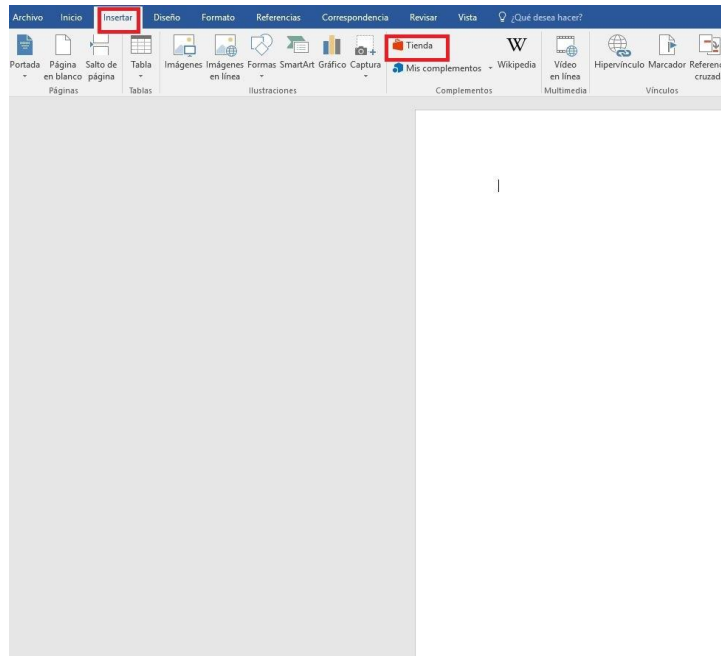 Archivo Inicio Insertar Diseño Formato Referencias Correspondencia Revisar Vista ¿Qué desea hacer?
Portada Página en blanco Salto de página Tabla Imágenes Imágenes en línea Formas SmartArt Gráfico Captura Tienda Mis complementos W Wikipedia Vídeo en línea Hipervínculo Marcador
Páginas Tablas Ilustraciones Complementos Multimedia Vínculos